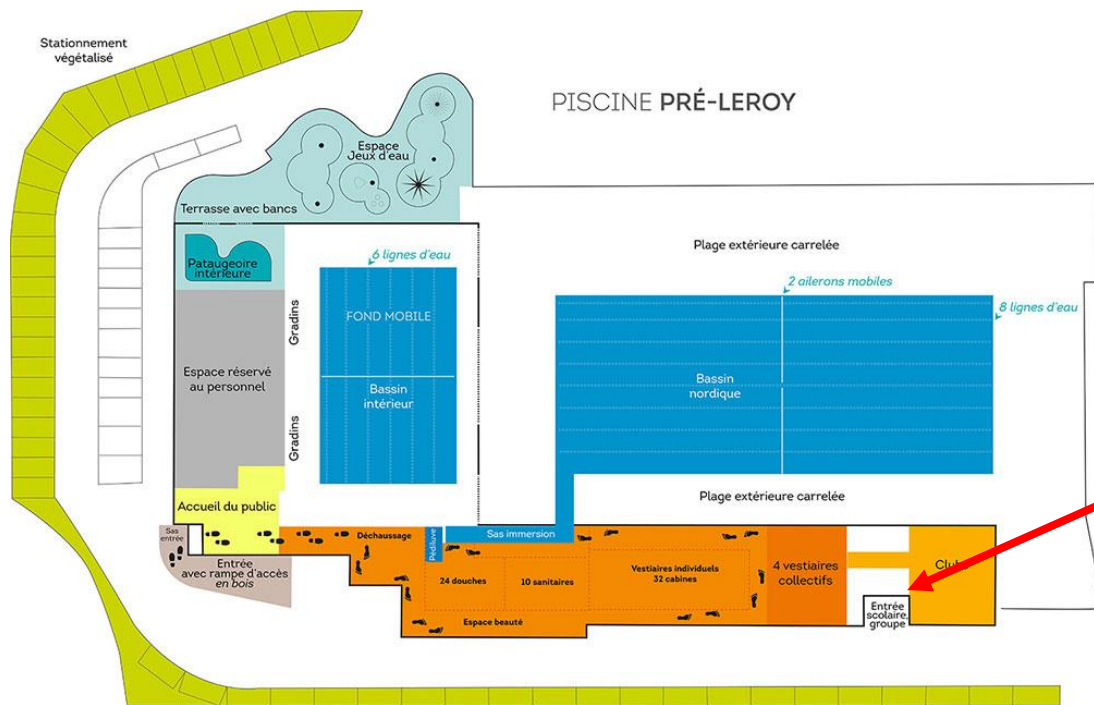 Stationnement
végétalisé
PISCINE PRÉ-LEROY
Espace
Jeux d'eau
Terrasse avec bancs
Plage extérieure carrelée
Pataugeoire
intérieure
6 lignes d'eau
2 ailerons mobiles
8 lignes d'eau
FOND MOBILE
Gradins
Espace réservé
au personnel
Bassin
intérieur
Bassin
nordique
Gradins
Accueil du public
Plage extérieure carrelée
Sas
entrée
Déchaussage
Pédiluve
Sas immersion
Entrée
avec rampe d'accès
en bois
24 douches
10 sanitaires
Vestiaires individuels
32 cabines
4 vestiaires
collectifs
Entrée
scolaire,
groupe
Espace beauté